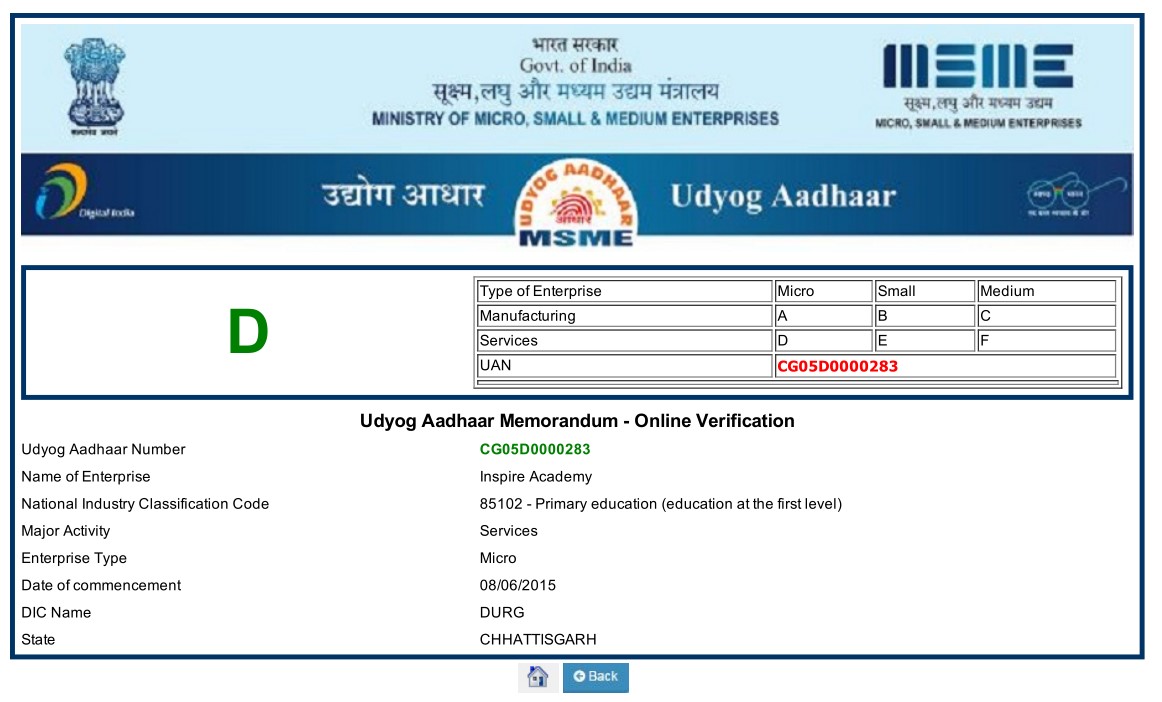 भारत सरकार
Govt. of India
सूक्ष्म,लघु और मध्यम उद्यम मंत्रालय
MINISTRY OF MICRO, SMALL & MEDIUM ENTERPRISES
सत्यमेव जयते
MSME
सूक्ष्म,लघु और मध्यम उद्यम
MICRO, SMALL & MEDIUM ENTERPRISES
Digital India
उद्योग आधार
UDYOG AADHAAR
आधार
MSME
Udyog Aadhaar
स्वच्छ भारत
एक कदम स्वच्छता की ओर
D
Type of Enterprise Micro Small Medium
Manufacturing A B C
Services D E F
UAN CG05D0000283
Udyog Aadhaar Memorandum - Online Verification
Udyog Aadhaar Number CG05D0000283
Name of Enterprise Inspire Academy
National Industry Classification Code 85102 - Primary education (education at the first level)
Major Activity Services
Enterprise Type Micro
Date of commencement 08/06/2015
DIC Name DURG
State CHHATTISGARH
Back